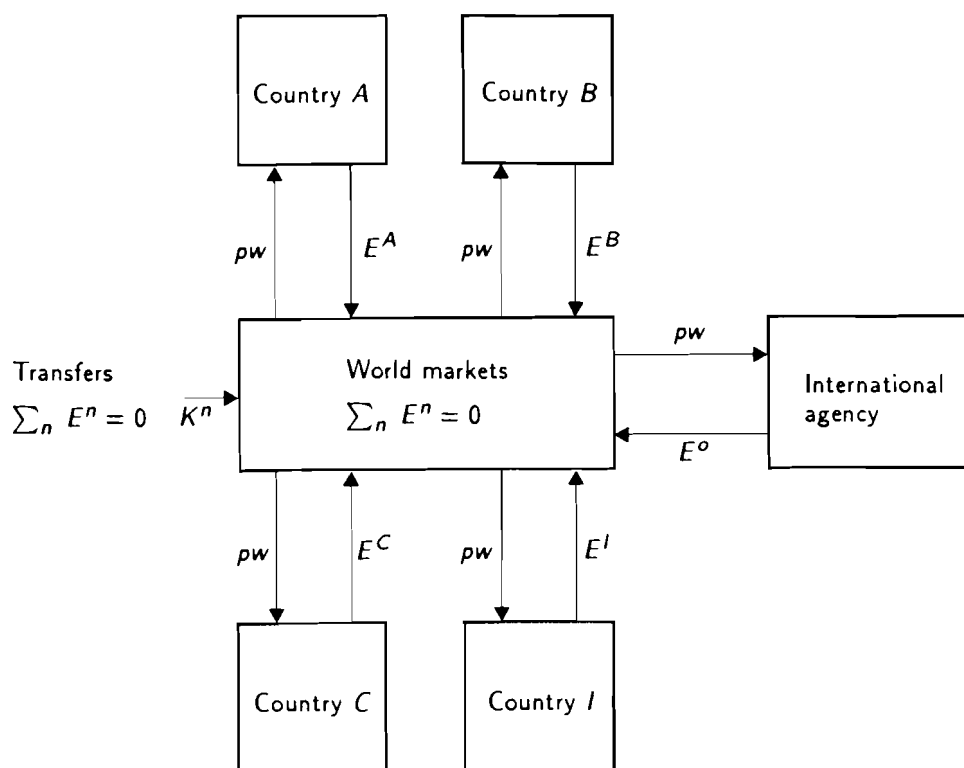 Country A
Country B
pw
E^A
pw
E^B
pw
Transfers
∑_n E^n = 0
K^n
World markets
∑_n E^n = 0
International
agency
E^o
pw
E^C
pw
E^I
Country C
Country I